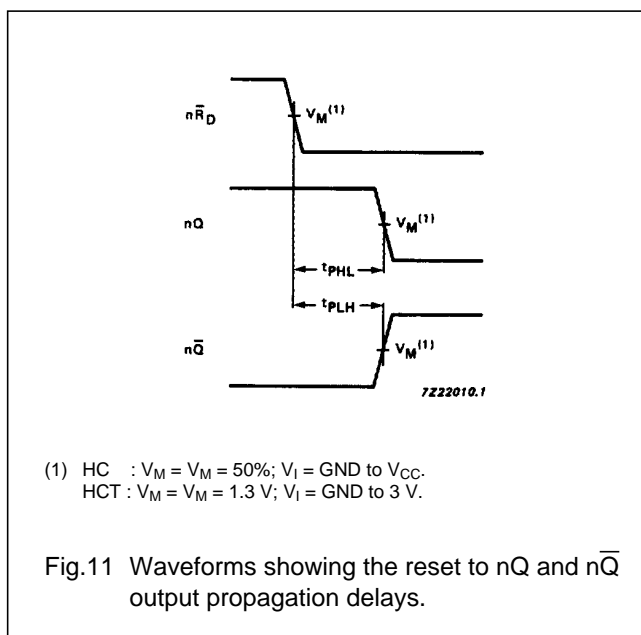 nR̅D
VM(1)
nQ
VM(1)
tPHL
tPLH
nQ̅
VM(1)
7Z22010.1
(1) HC : VM = VM = 50%; VI = GND to VCC.
HCT : VM = VM = 1.3 V; VI = GND to 3 V.
Fig.11 Waveforms showing the reset to nQ and nQ̅
output propagation delays.